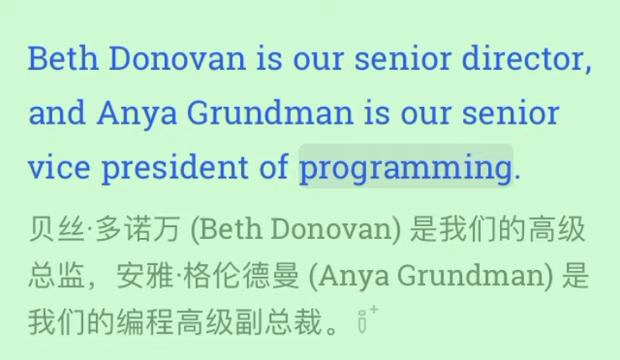 Beth Donovan is our senior director,
and Anya Grundman is our senior
vice president of programming.
贝丝·多诺万 (Beth Donovan) 是我们的高级
总监，安雅·格伦德曼 (Anya Grundman) 是
我们的编程高级副总裁。